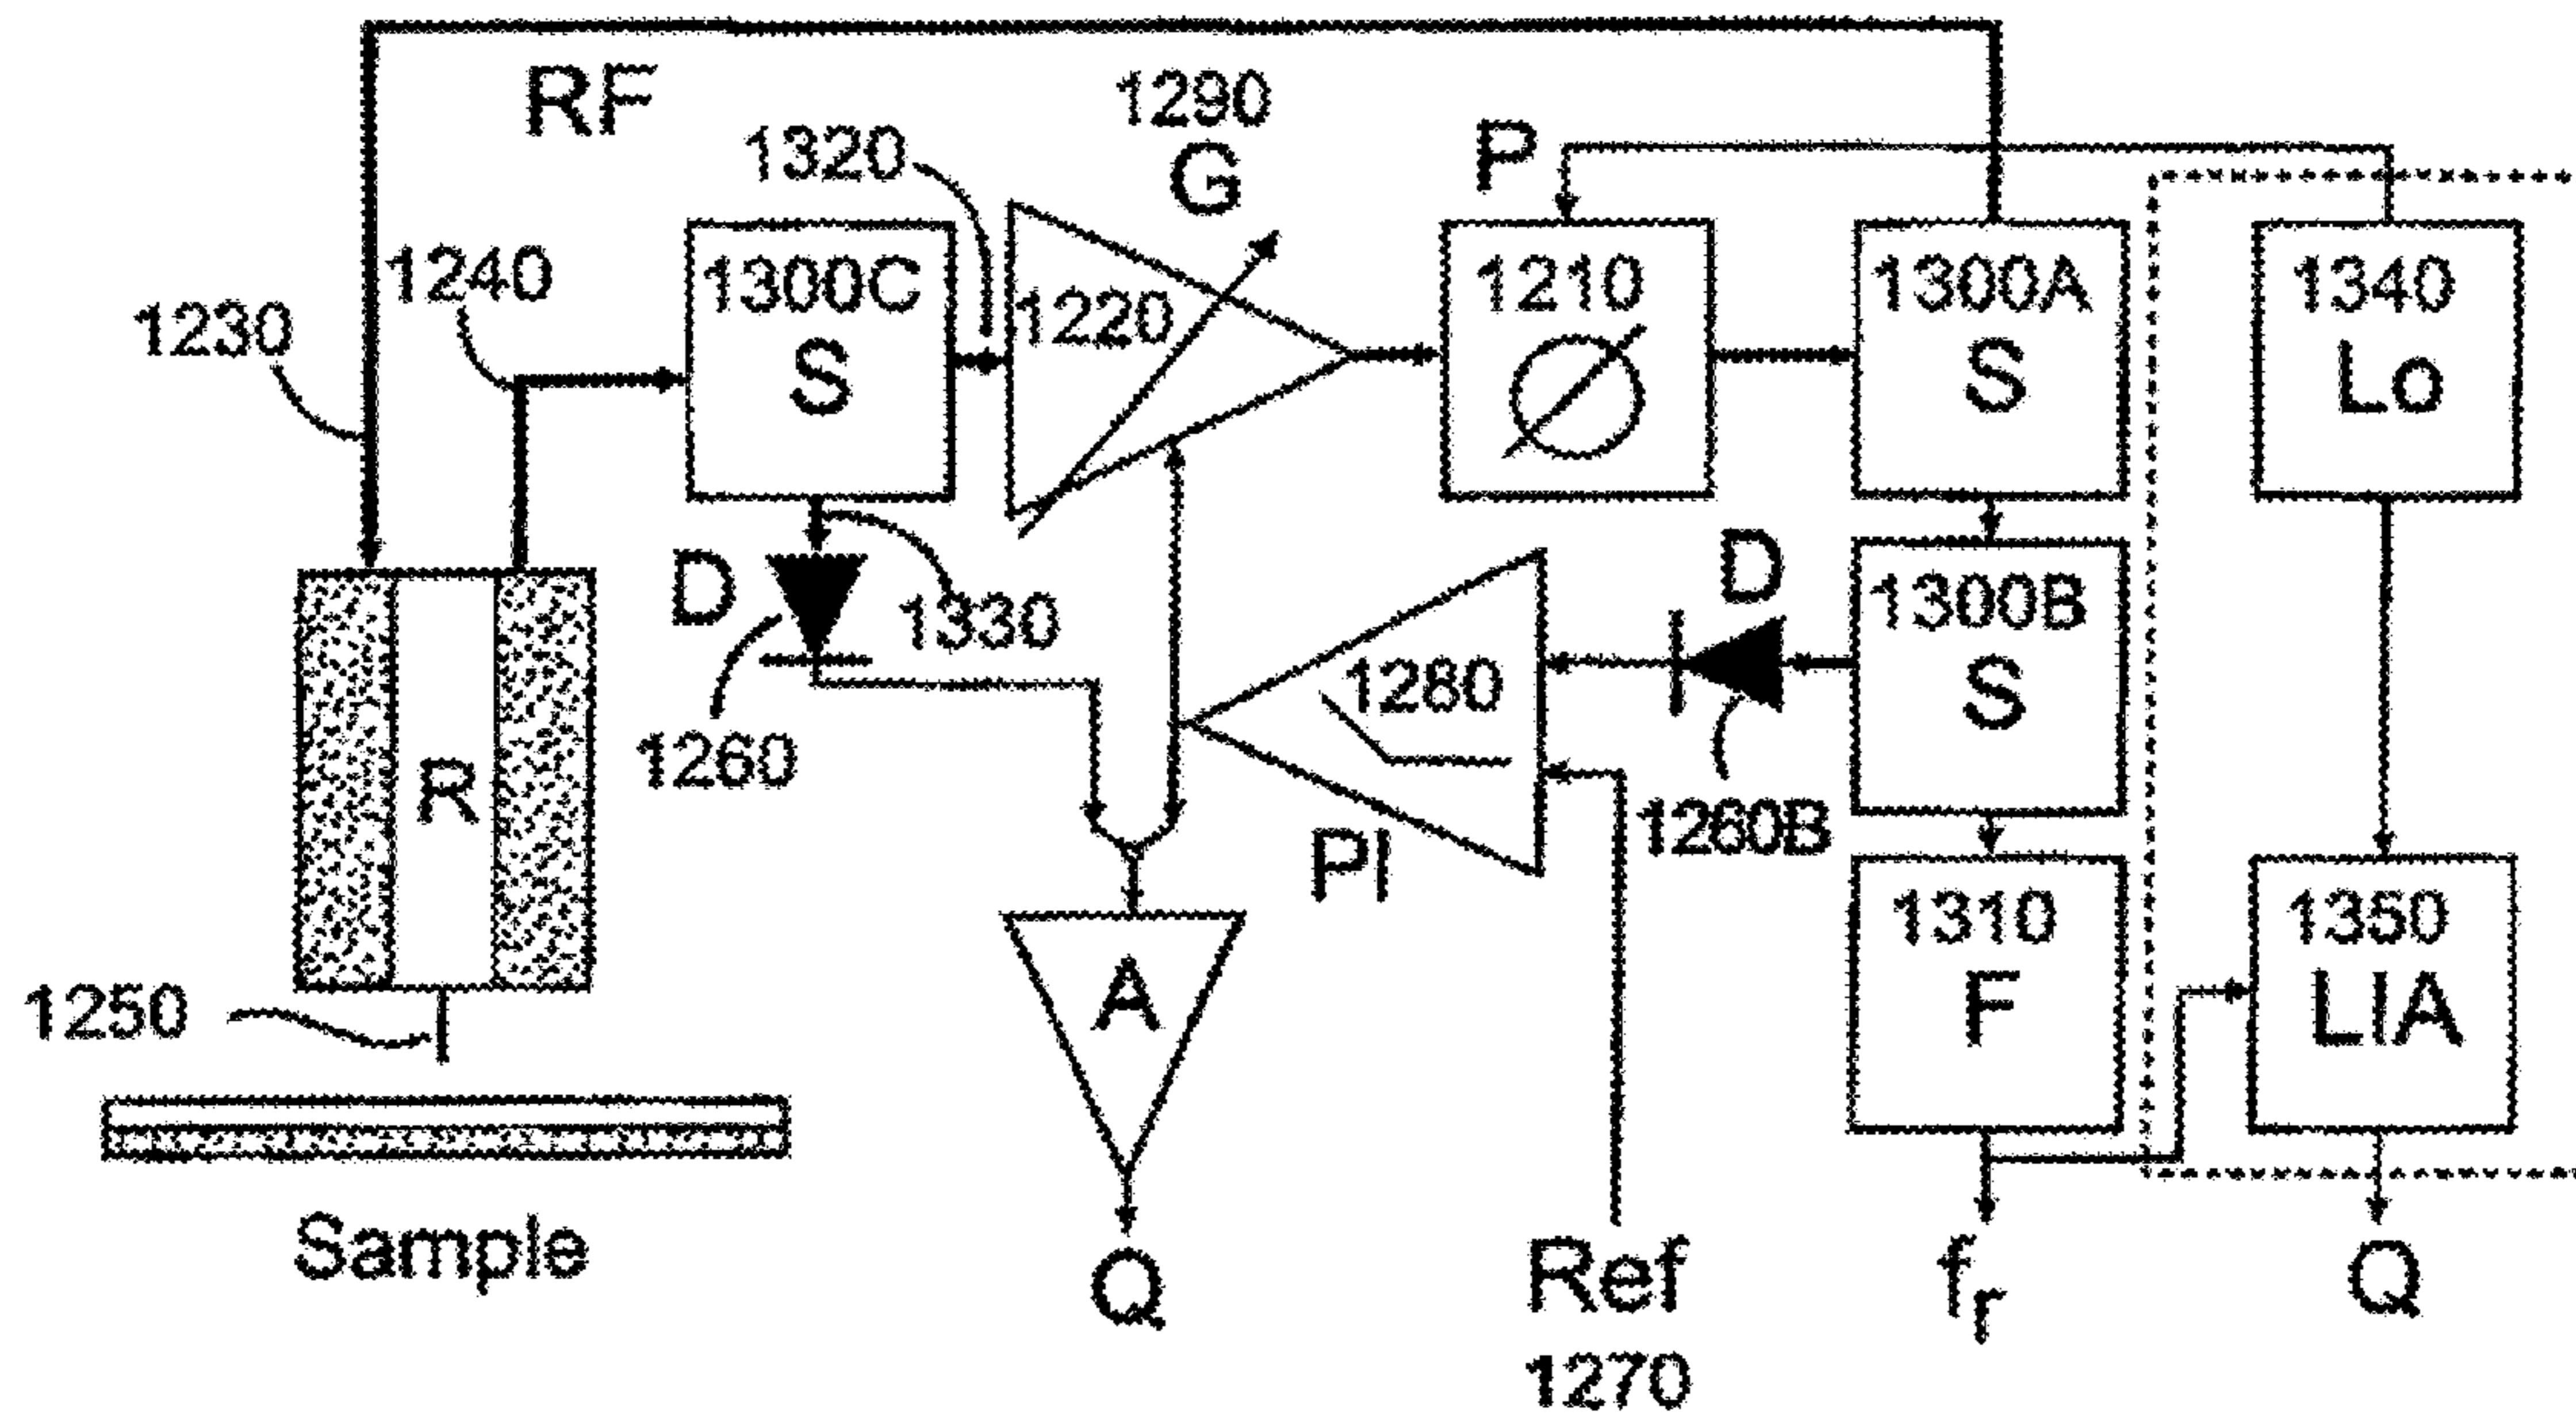 RF
1290
G
1320
P
1240
1230
1300C
S
1220
1210
Ø
1300A
S
1340
Lo
D
1330
1260
R
1280
PI
D
1260B
1300B
S
1250
A
1310
F
1350
LIA
Sample
Q
Ref
1270
fr
Q